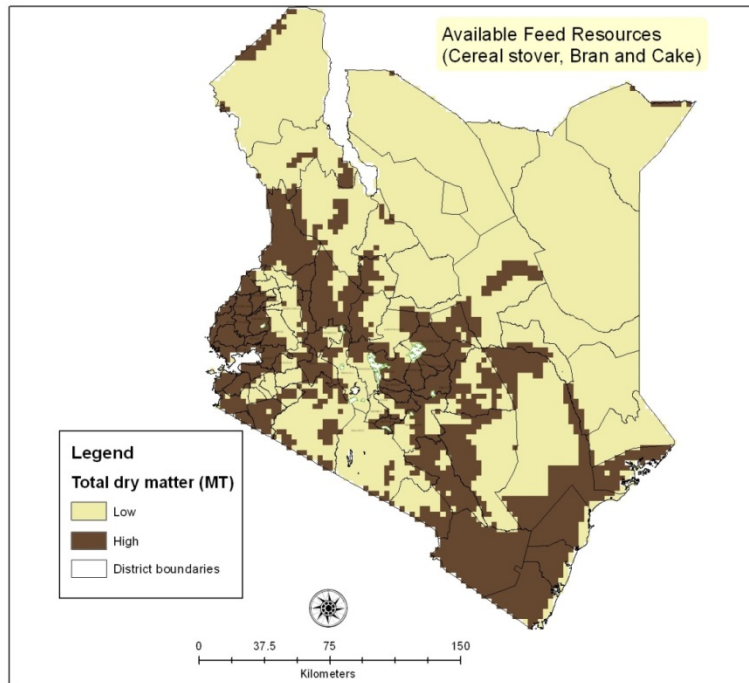 Available Feed Resources
(Cereal stover, Bran and Cake)
Legend
Total dry matter (MT)
Low
High
District boundaries
0 37.5 75 150
Kilometers